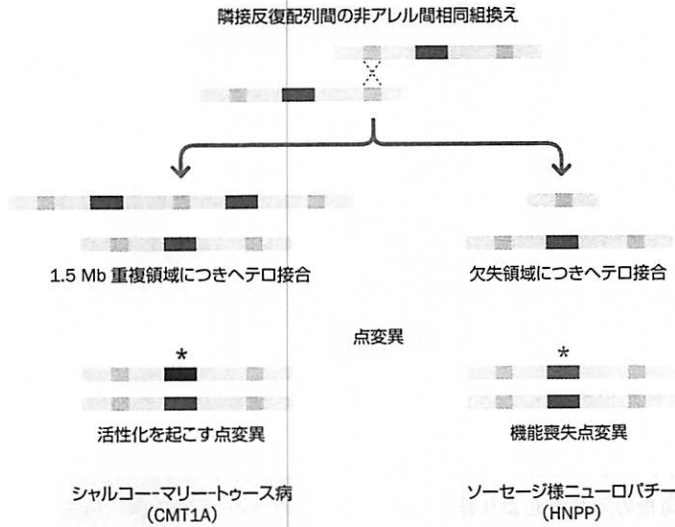 隣接反復配列間の非アレル間相同組換え
1.5 Mb 重複領域につきヘテロ接合
欠失領域につきヘテロ接合
点変異
*
*
活性化を起こす点変異
機能喪失点変異
シャルコー-マリー-トゥース病
(CMT1A)
ソーセージ様ニューロパチー
(HNPP)